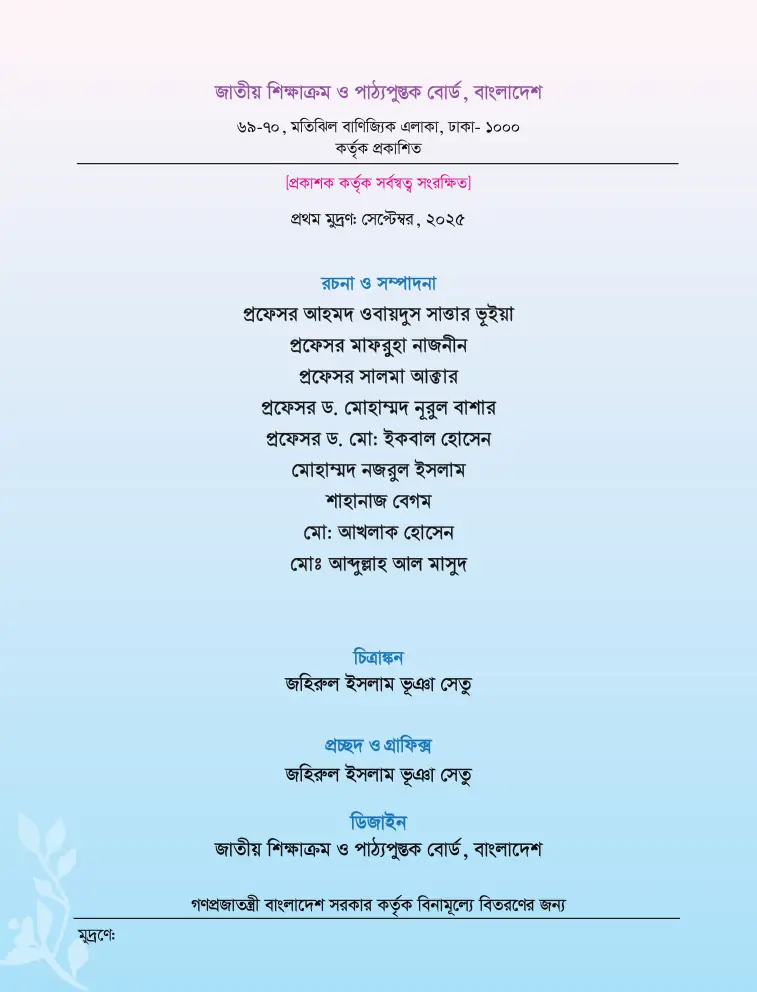 জাতীয় শিক্ষাক্রম ও পাঠ্যপুস্তক বোর্ড, বাংলাদেশ
৬৯-৭০, মতিঝিল বাণিজ্যিক এলাকা, ঢাকা- ১০০০
কর্তৃক প্রকাশিত
[প্রকাশক কর্তৃক সর্বস্বত্ব সংরক্ষিত]
প্রথম মুদ্রণ: সেপ্টেম্বর, ২০২৫
রচনা ও সম্পাদনা
প্রফেসর আহমদ ওবায়দুস সাত্তার ভূইয়া
প্রফেসর মাফরুহা নাজনীন
প্রফেসর সালমা আক্তার
প্রফেসর ড. মোহাম্মদ নূরুল বাশার
প্রফেসর ড. মো: ইকবাল হোসেন
মোহাম্মদ নজরুল ইসলাম
শাহানাজ বেগম
মো: আখলাক হোসেন
মোঃ আব্দুল্লাহ আল মাসুদ
চিত্রাঙ্কন
জহিরুল ইসলাম ভূঞা সেতু
প্রচ্ছদ ও গ্রাফিক্স
জহিরুল ইসলাম ভূঞা সেতু
ডিজাইন
জাতীয় শিক্ষাক্রম ও পাঠ্যপুস্তক বোর্ড, বাংলাদেশ
গণপ্রজাতন্ত্রী বাংলাদেশ সরকার কর্তৃক বিনামূল্যে বিতরণের জন্য
মুদ্রণে: